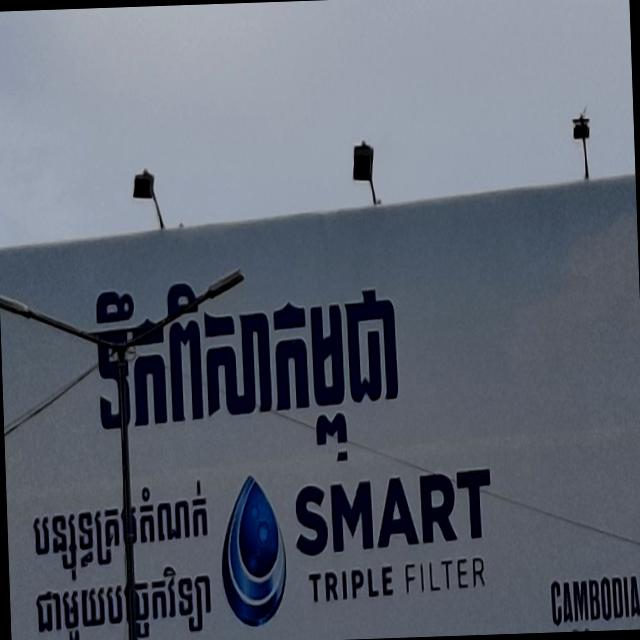 ទឹកពិសាកម្ពុជា
បន្សុទ្ធគ្រប់តំណក់
ជាមួយបច្ចេកវិទ្យា
SMART
TRIPLE FILTER
CAMBODIA